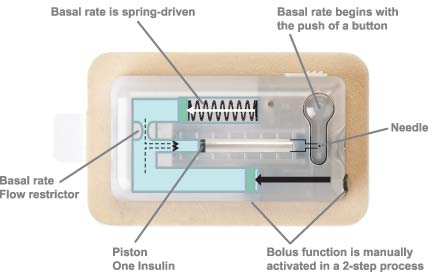 Basal rate is spring-driven
Basal rate begins with
the push of a button
Needle
Basal rate
Flow restrictor
Piston
One Insulin
Bolus function is manually
activated in a 2-step process